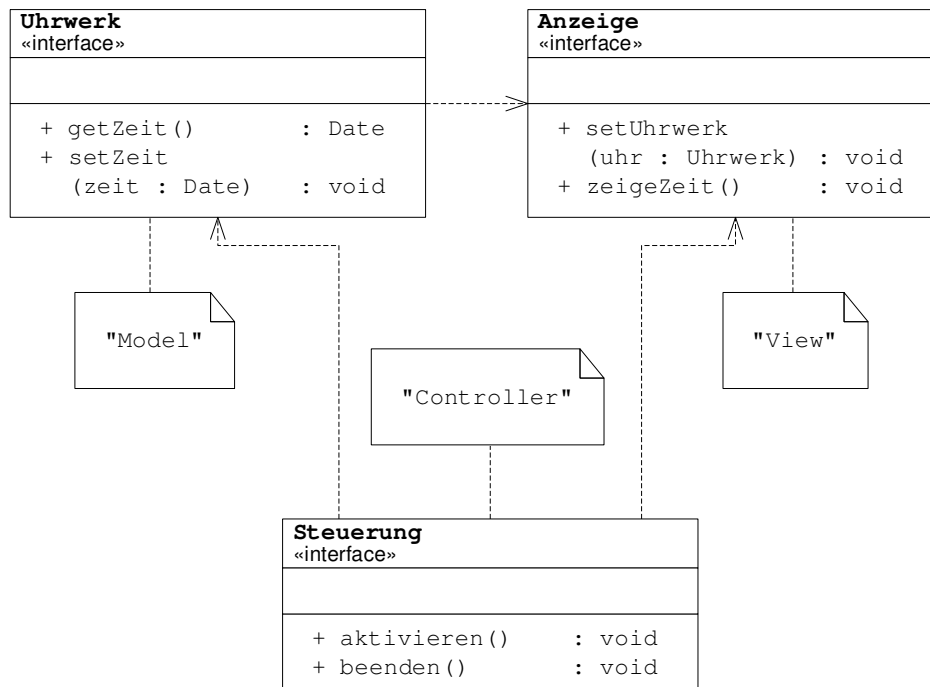 Uhrwerk
«interface»
+ getZeit() : Date
+ setZeit
(zeit : Date) : void
Anzeige
«interface»
+ setUhrwerk
(uhr : Uhrwerk) : void
+ zeigeZeit() : void
"Model"
"View"
"Controller"
Steuerung
«interface»
+ aktivieren() : void
+ beenden() : void